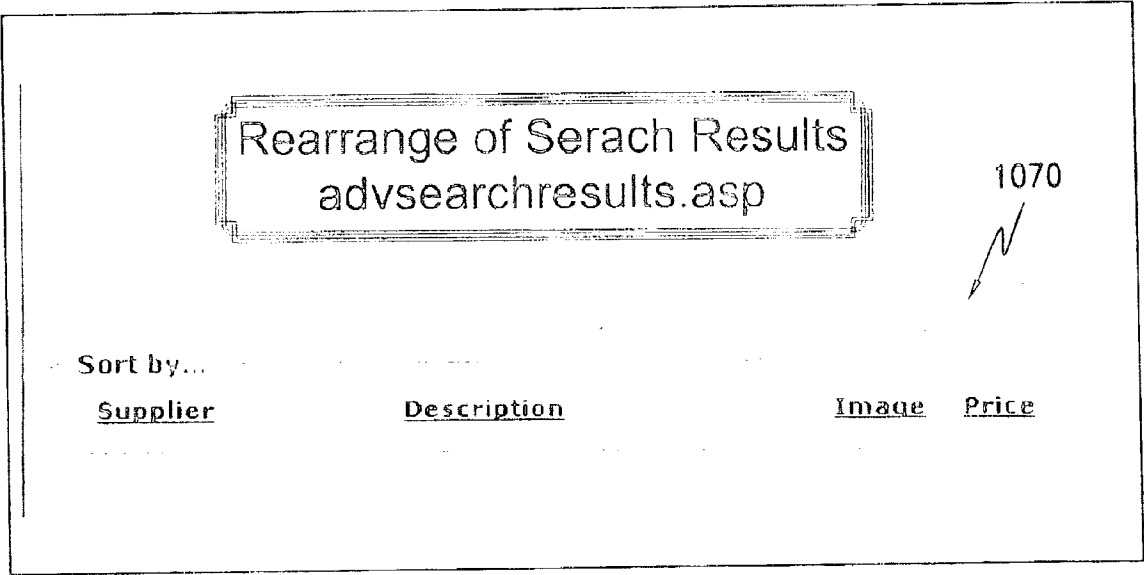 Rearrange of Serach Results
advsearchresults.asp
1070
Sort by...
Supplier Description Image Price